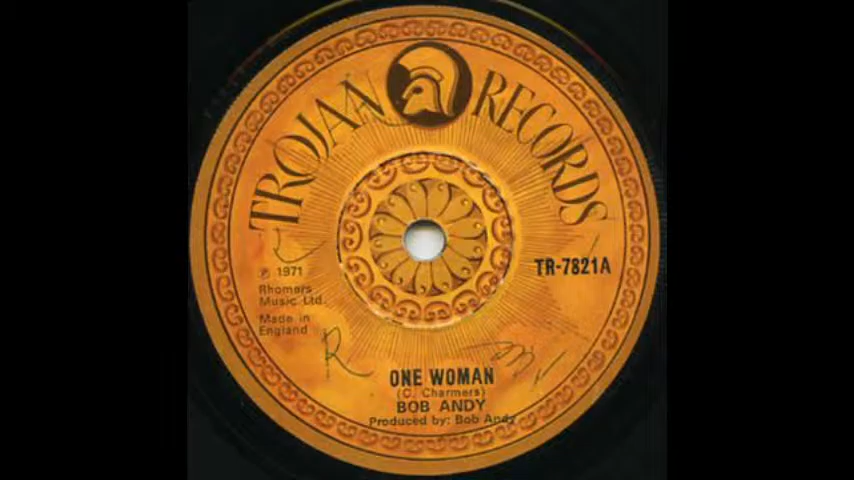 TROJAN RECORDS
TR-7821A
℗ 1971
Rhomers
Music Ltd.
Made in
England
R
ONE WOMAN
(C. Charmers)
BOB ANDY
Produced by: Bob Andy